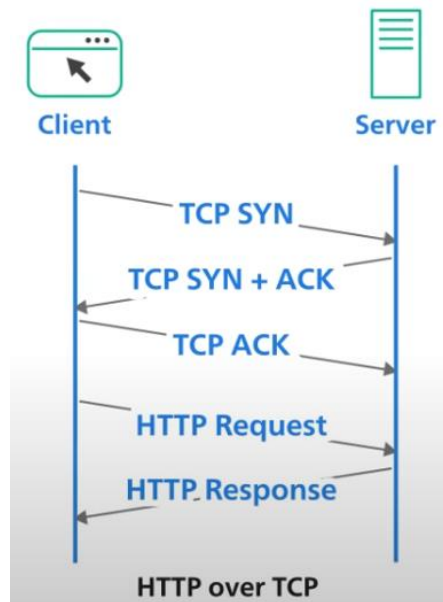 Client
Server
TCP SYN
TCP SYN + ACK
TCP ACK
HTTP Request
HTTP Response
HTTP over TCP